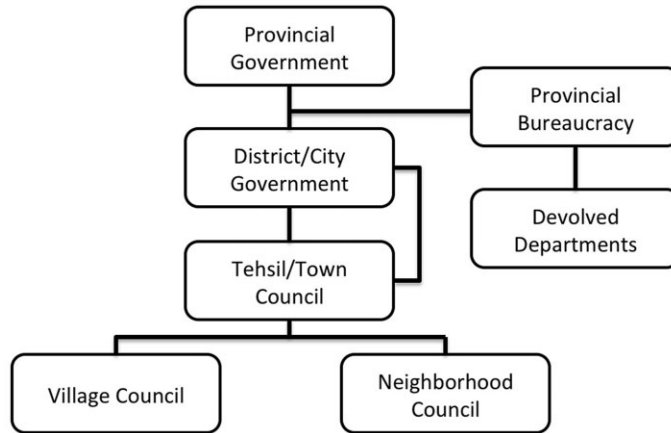 Provincial
Government
Provincial
Bureaucracy
District/City
Government
Devolved
Departments
Tehsil/Town
Council
Village Council
Neighborhood
Council